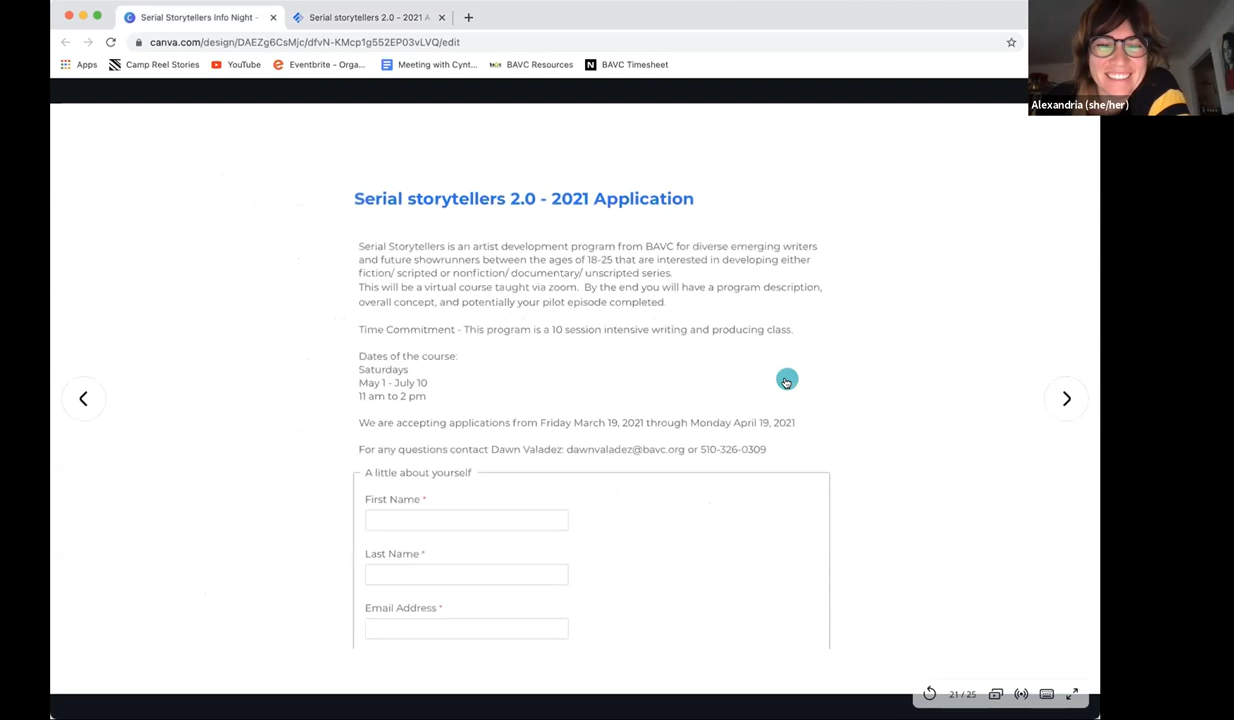 Serial Storytellers Info Night -
Serial storytellers 2.0 - 2021 A
canva.com/design/DAEZg6CsMjc/dfvN-KMcp1g552EP03vLVQ/edit
Apps
Camp Reel Stories
YouTube
Eventbrite - Orga...
Meeting with Cynt...
BAVC Resources
BAVC Timesheet
Alexandria (she/her)
Serial storytellers 2.0 - 2021 Application
Serial Storytellers is an artist development program from BAVC for diverse emerging writers
and future showrunners between the ages of 18-25 that are interested in developing either
fiction/ scripted or nonfiction/ documentary/ unscripted series.
This will be a virtual course taught via zoom. By the end you will have a program description,
overall concept, and potentially your pilot episode completed.
Time Commitment - This program is a 10 session intensive writing and producing class.
Dates of the course:
Saturdays
May 1 - July 10
11 am to 2 pm
We are accepting applications from Friday March 19, 2021 through Monday April 19, 2021
For any questions contact Dawn Valadez: dawnvaladez@bavc.org or 510-326-0309
A little about yourself
First Name *
Last Name *
Email Address *
21 / 25